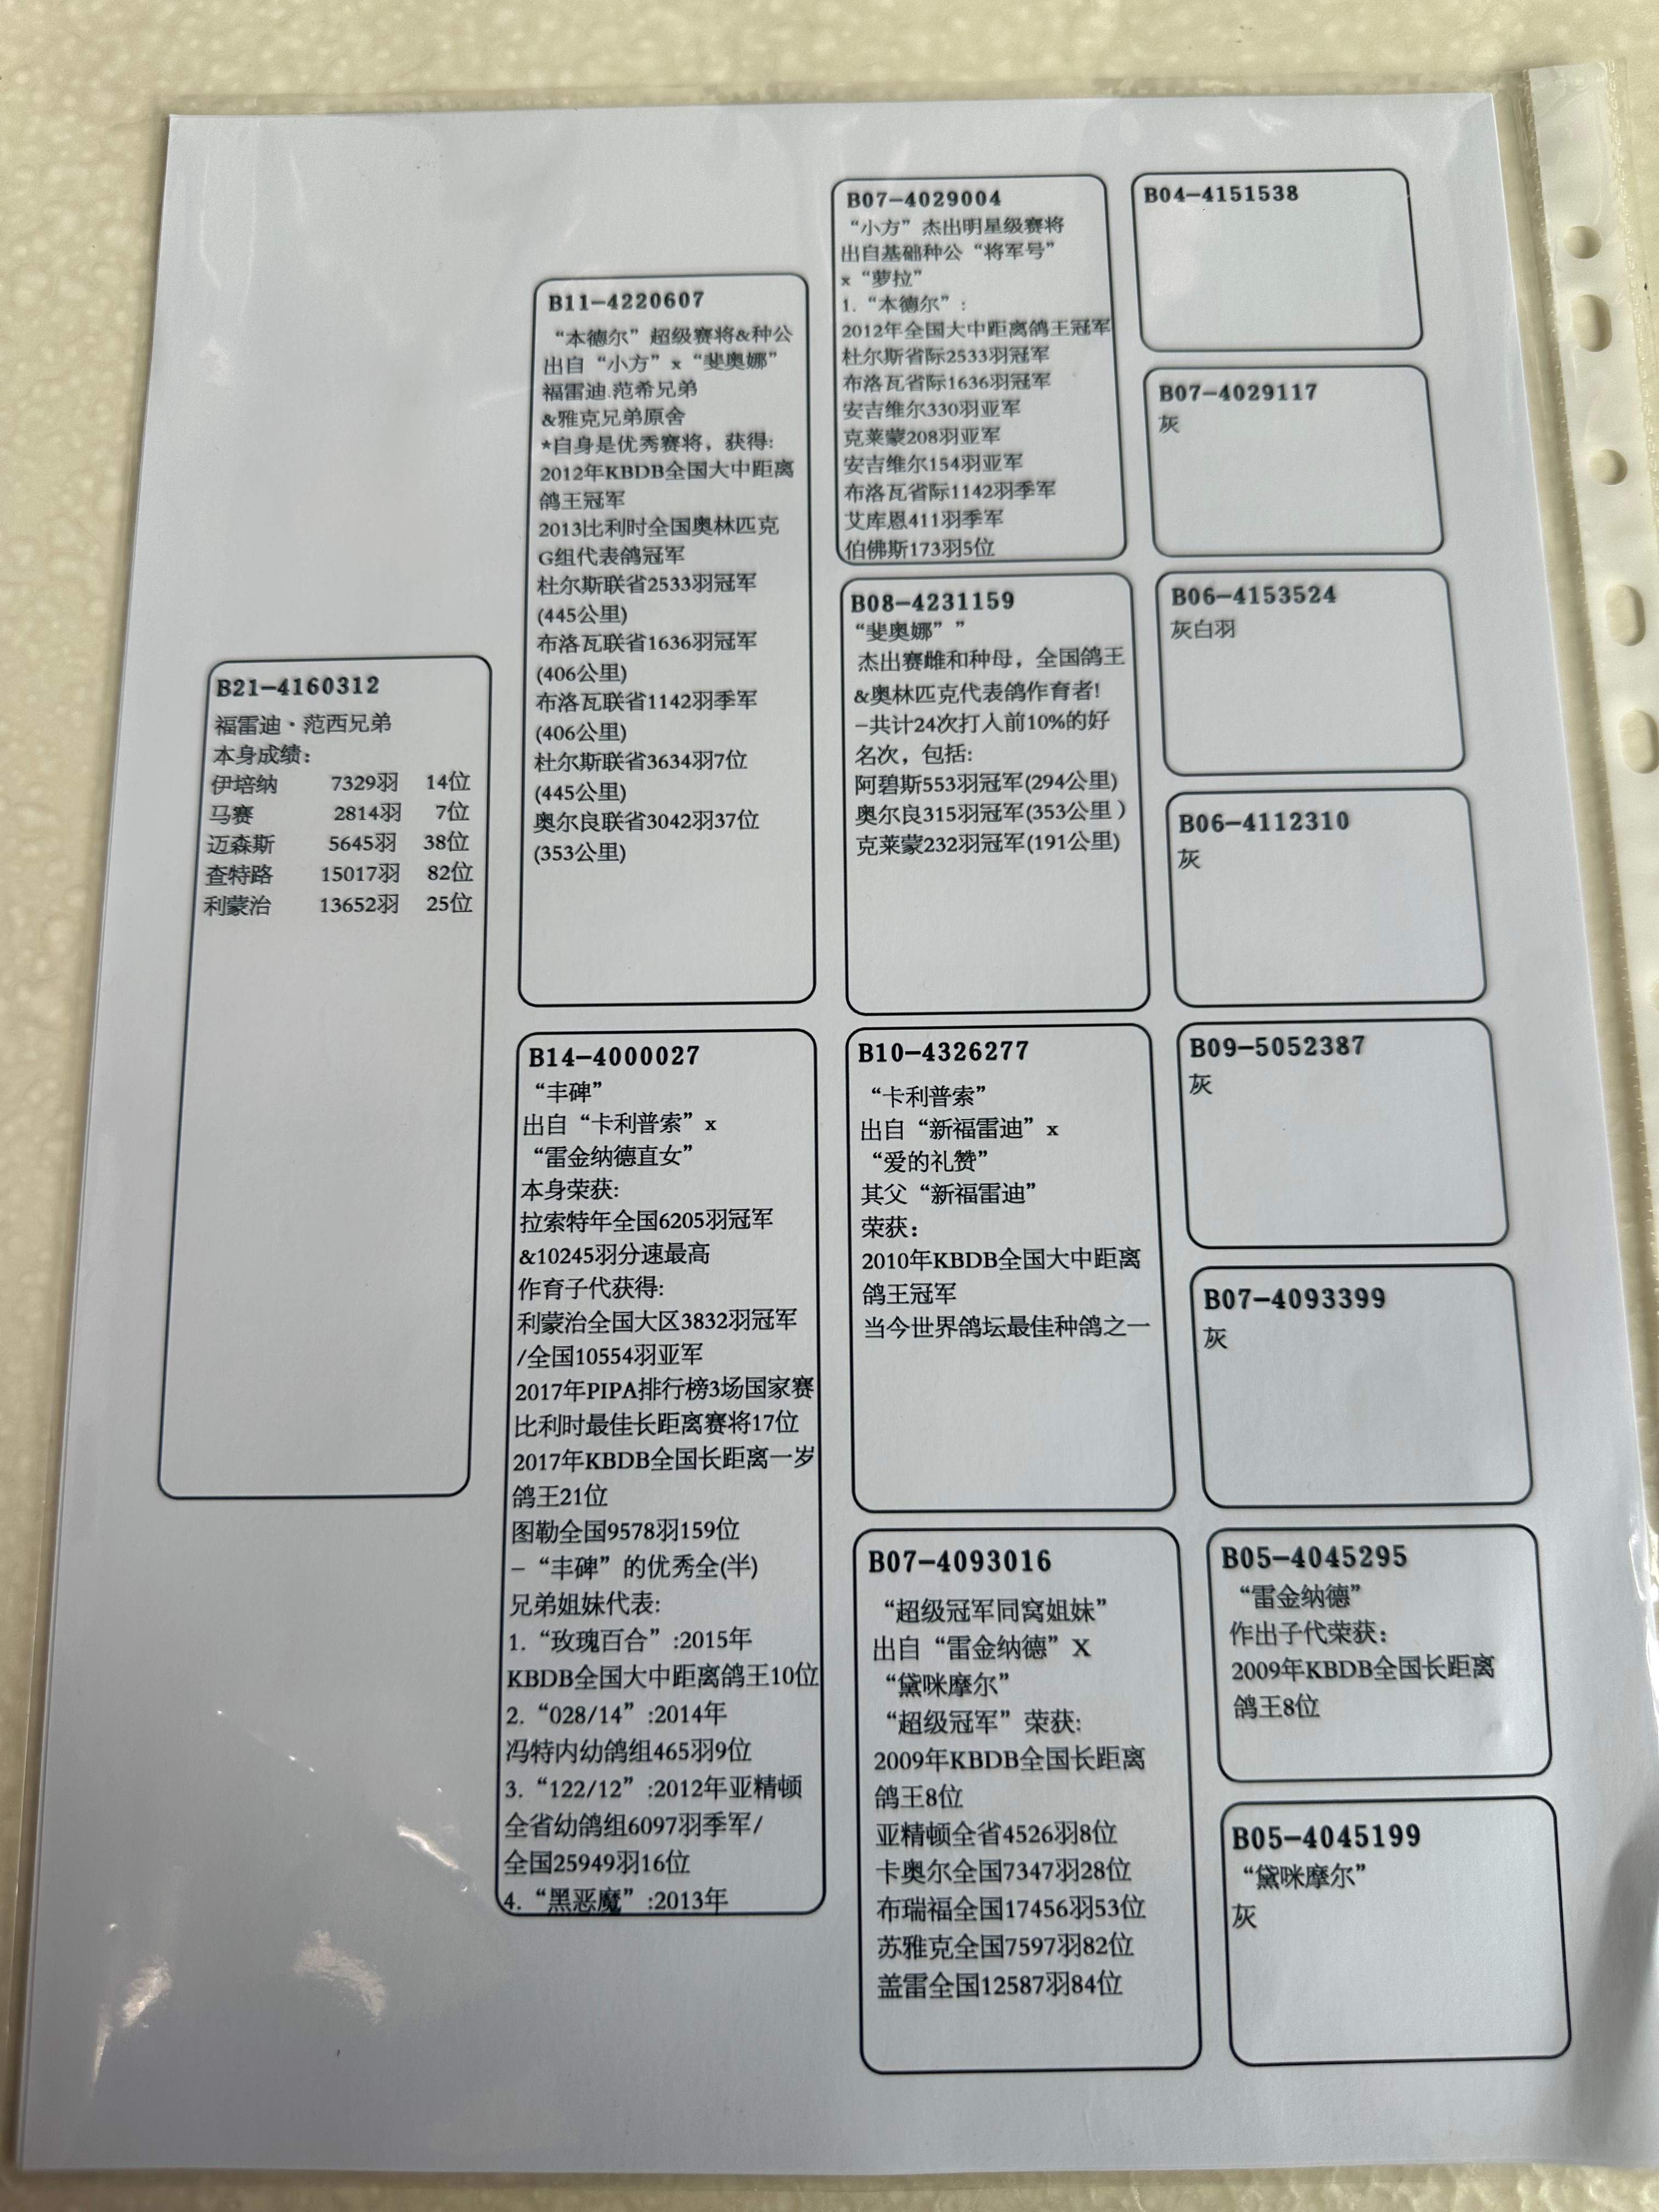 B21-4160312
福雷迪·范西兄弟
本身成绩：
伊培纳 7329羽 14位
马赛 2814羽 7位
迈森斯 5645羽 38位
查特路 15017羽 82位
利蒙治 13652羽 25位
B11-4220607
“本德尔”超级赛将&种公
出自“小方”x“斐奥娜”
福雷迪.范希兄弟
&雅克兄弟原舍
*自身是优秀赛将，获得:
2012年KBDB全国大中距离
鸽王冠军
2013比利时全国奥林匹克
G组代表鸽冠军
杜尔斯联省2533羽冠军
(445公里)
布洛瓦联省1636羽冠军
(406公里)
布洛瓦联省1142羽季军
(406公里)
杜尔斯联省3634羽7位
(445公里)
奥尔良联省3042羽37位
(353公里)
B14-4000027
“丰碑”
出自“卡利普索”x
“雷金纳德直女”
本身荣获:
拉索特年全国6205羽冠军
&10245羽分速最高
作育子代获得:
利蒙治全国大区3832羽冠军
/全国10554羽亚军
2017年PIPA排行榜3场国家赛
比利时最佳长距离赛将17位
2017年KBDB全国长距离一岁
鸽王21位
图勒全国9578羽159位
-“丰碑”的优秀全(半)
兄弟姐妹代表:
1.“玫瑰百合”:2015年
KBDB全国大中距离鸽王10位
2.“028/14”:2014年
冯特内幼鸽组465羽9位
3.“122/12”:2012年亚精顿
全省幼鸽组6097羽季军/
全国25949羽16位
4.“黑恶魔”:2013年
B07-4029004
“小方”杰出明星级赛将
出自基础种公“将军号”
x“萝拉”
1.“本德尔”:
2012年全国大中距离鸽王冠军
杜尔斯省际2533羽冠军
布洛瓦省际1636羽冠军
安吉维尔330羽亚军
克莱蒙208羽亚军
安吉维尔154羽亚军
布洛瓦省际1142羽季军
艾库恩411羽季军
伯佛斯173羽5位
B08-4231159
“斐奥娜””
杰出赛雌和种母，全国鸽王
&奥林匹克代表鸽作育者!
-共计24次打入前10%的好
名次，包括:
阿碧斯553羽冠军(294公里)
奥尔良315羽冠军(353公里)
克莱蒙232羽冠军(191公里)
B10-4326277
“卡利普索”
出自“新福雷迪”x
“爱的礼赞”
其父“新福雷迪”
荣获：
2010年KBDB全国大中距离
鸽王冠军
当今世界鸽坛最佳种鸽之一
B07-4093016
“超级冠军同窝姐妹”
出自“雷金纳德”X
“黛咪摩尔”
“超级冠军”荣获:
2009年KBDB全国长距离
鸽王8位
亚精顿全省4526羽8位
卡奥尔全国7347羽28位
布瑞福全国17456羽53位
苏雅克全国7597羽82位
盖雷全国12587羽84位
B04-4151538
B07-4029117
灰
B06-4153524
灰白羽
B06-4112310
灰
B09-5052387
灰
B07-4093399
灰
B05-4045295
“雷金纳德”
作出子代荣获：
2009年KBDB全国长距离
鸽王8位
B05-4045199
“黛咪摩尔”
灰